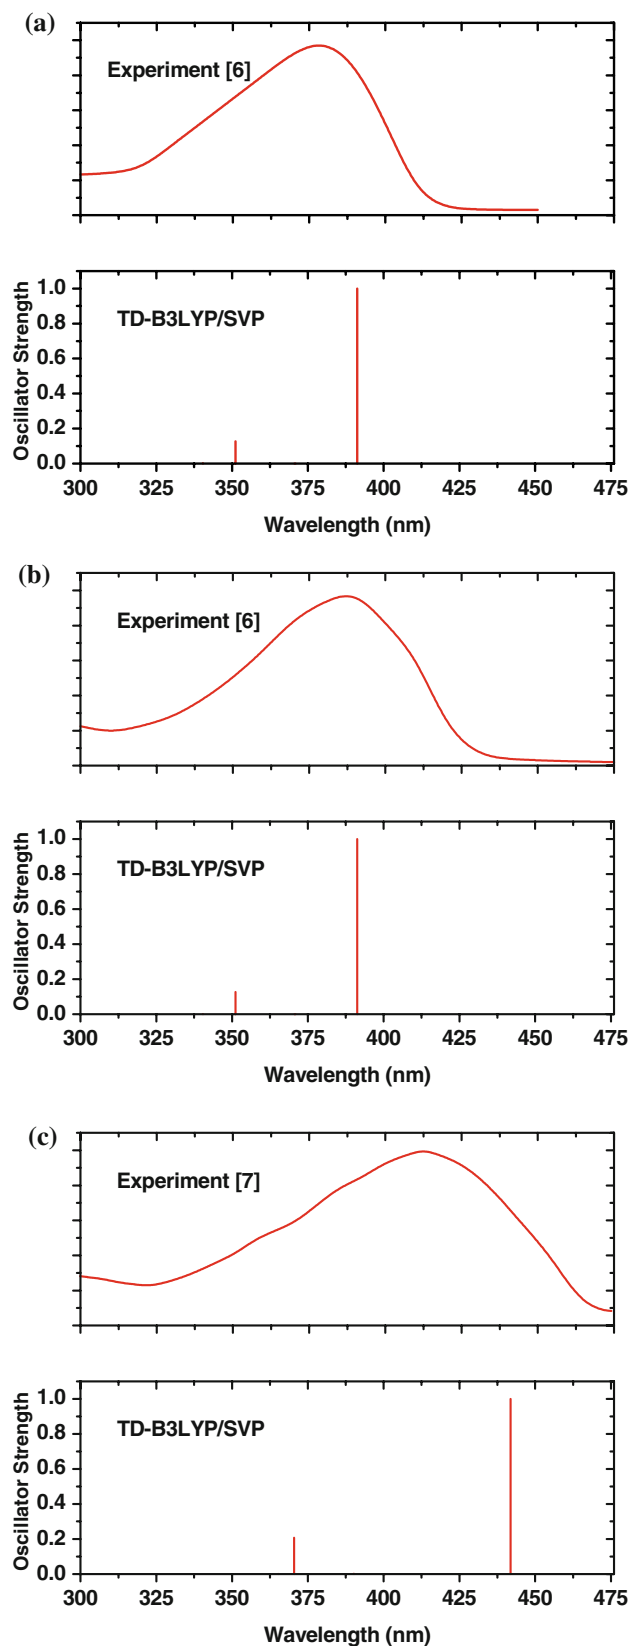 (a)
Experiment [6]
Oscillator Strength
1.0
0.8
0.6
0.4
0.2
0.0
TD-B3LYP/SVP
300 325 350 375 400 425 450 475
Wavelength (nm)
(b)
Experiment [6]
Oscillator Strength
1.0
0.8
0.6
0.4
0.2
0.0
TD-B3LYP/SVP
300 325 350 375 400 425 450 475
Wavelength (nm)
(c)
Experiment [7]
Oscillator Strength
1.0
0.8
0.6
0.4
0.2
0.0
TD-B3LYP/SVP
300 325 350 375 400 425 450 475
Wavelength (nm)